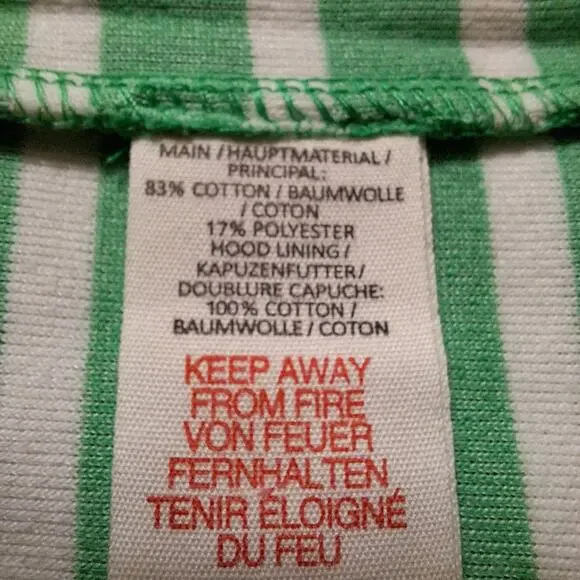 MAIN / HAUPTMATERIAL /
PRINCIPAL:
83% COTTON / BAUMWOLLE
/ COTON
17% POLYESTER
HOOD LINING /
KAPUZENFUTTER /
DOUBLURE CAPUCHE:
100% COTTON /
BAUMWOLLE / COTON
KEEP AWAY
FROM FIRE
VON FEUER
FERNHALTEN
TENIR ÉLOIGNÉ
DU FEU